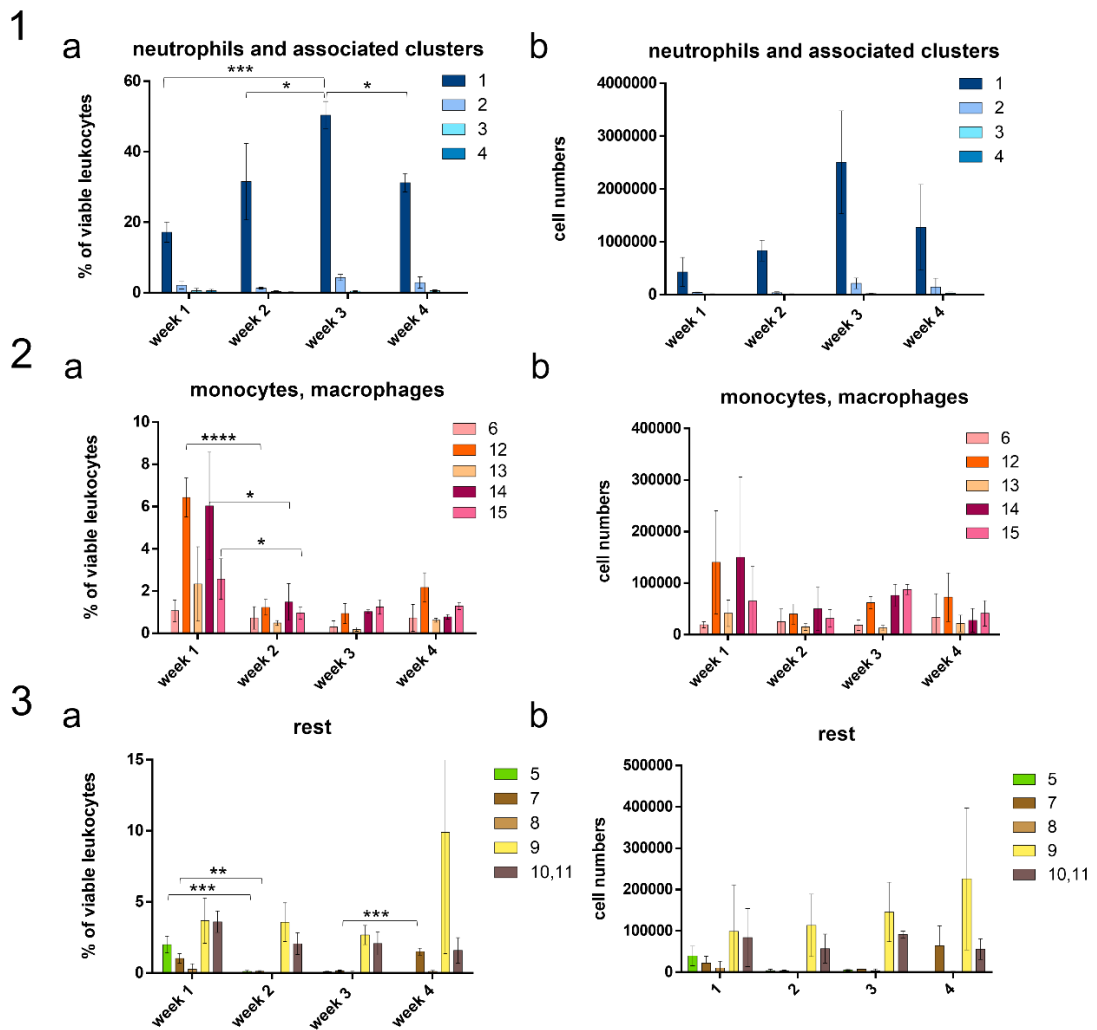 1
a
neutrophils and associated clusters
% of viable leukocytes
60
40
20
0
***
*
*
1
2
3
4
week 1
week 2
week 3
week 4
b
neutrophils and associated clusters
cell numbers
4000000
3000000
2000000
1000000
0
1
2
3
4
week 1
week 2
week 3
week 4
2
a
monocytes, macrophages
% of viable leukocytes
10
8
6
4
2
0
****
*
*
6
12
13
14
15
week 1
week 2
week 3
week 4
b
monocytes, macrophages
cell numbers
400000
300000
200000
100000
0
6
12
13
14
15
week 1
week 2
week 3
week 4
3
a
rest
% of viable leukocytes
15
10
5
0
**
***
***
5
7
8
9
10,11
week 1
week 2
week 3
week 4
b
rest
cell numbers
500000
400000
300000
200000
100000
0
5
7
8
9
10,11
1
2
3
4